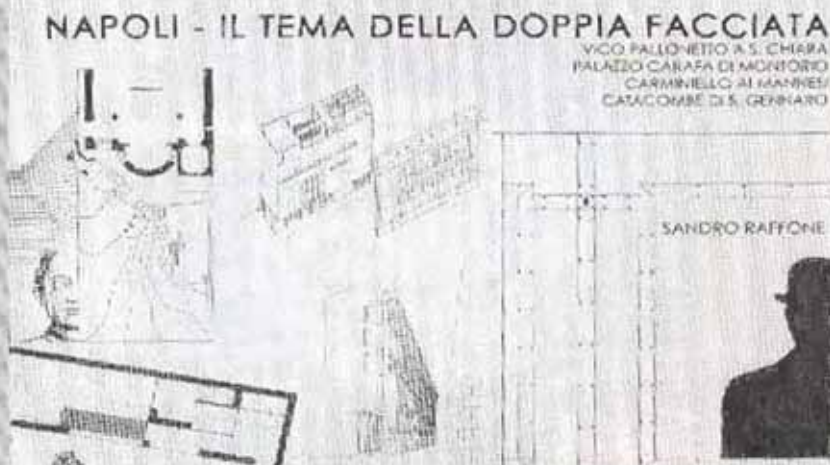 NAPOLI - IL TEMA DELLA DOPPIA FACCIATA
VICO PALLONETTO A S. CHIARA
PALAZZO CARAFA DI MONTORIO
CARMINIELLO AI MANNESI
CATACOMBE DI S. GENNARO
SANDRO RAFFONE